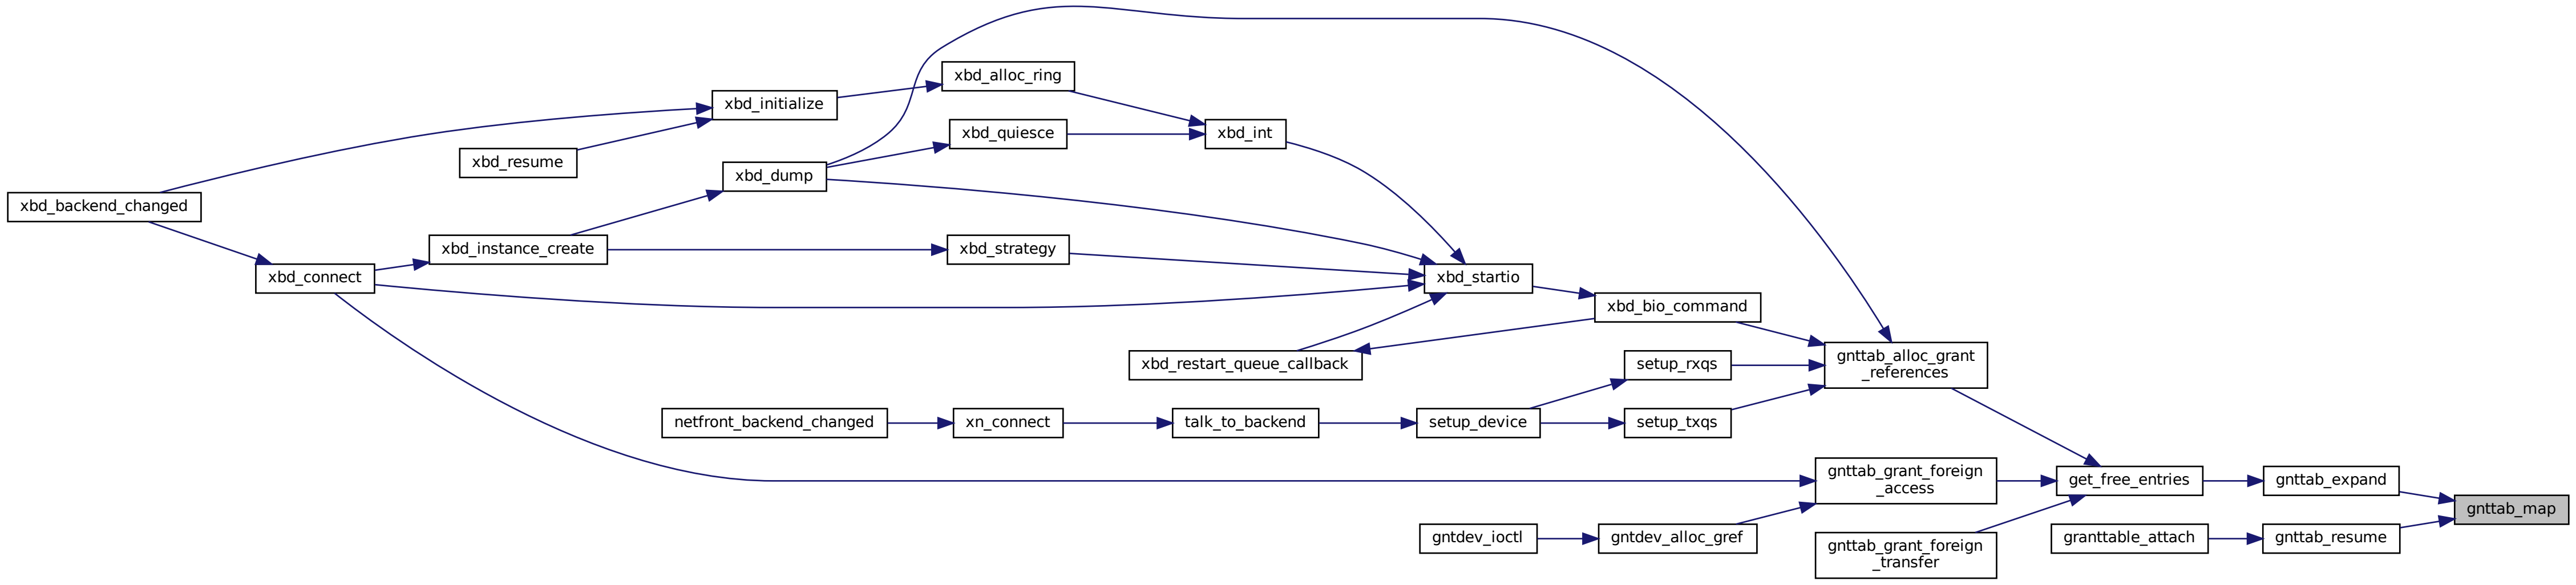 xbd_alloc_ring
xbd_initialize
xbd_quiesce
xbd_int
xbd_resume
xbd_dump
xbd_backend_changed
xbd_instance_create
xbd_strategy
xbd_connect
xbd_startio
xbd_bio_command
xbd_restart_queue_callback
setup_rxqs
gnttab_alloc_grant
_references
netfront_backend_changed
xn_connect
talk_to_backend
setup_device
setup_txqs
gnttab_grant_foreign
_access
get_free_entries
gnttab_expand
gnttab_map
gntdev_ioctl
gntdev_alloc_gref
gnttab_grant_foreign
_transfer
granttable_attach
gnttab_resume